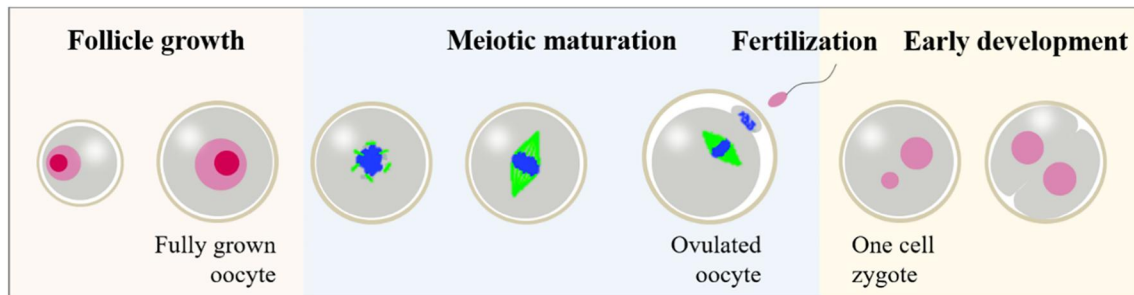 Follicle growth
Meiotic maturation
Fertilization
Early development
Fully grown
oocyte
Ovulated
oocyte
One cell
zygote